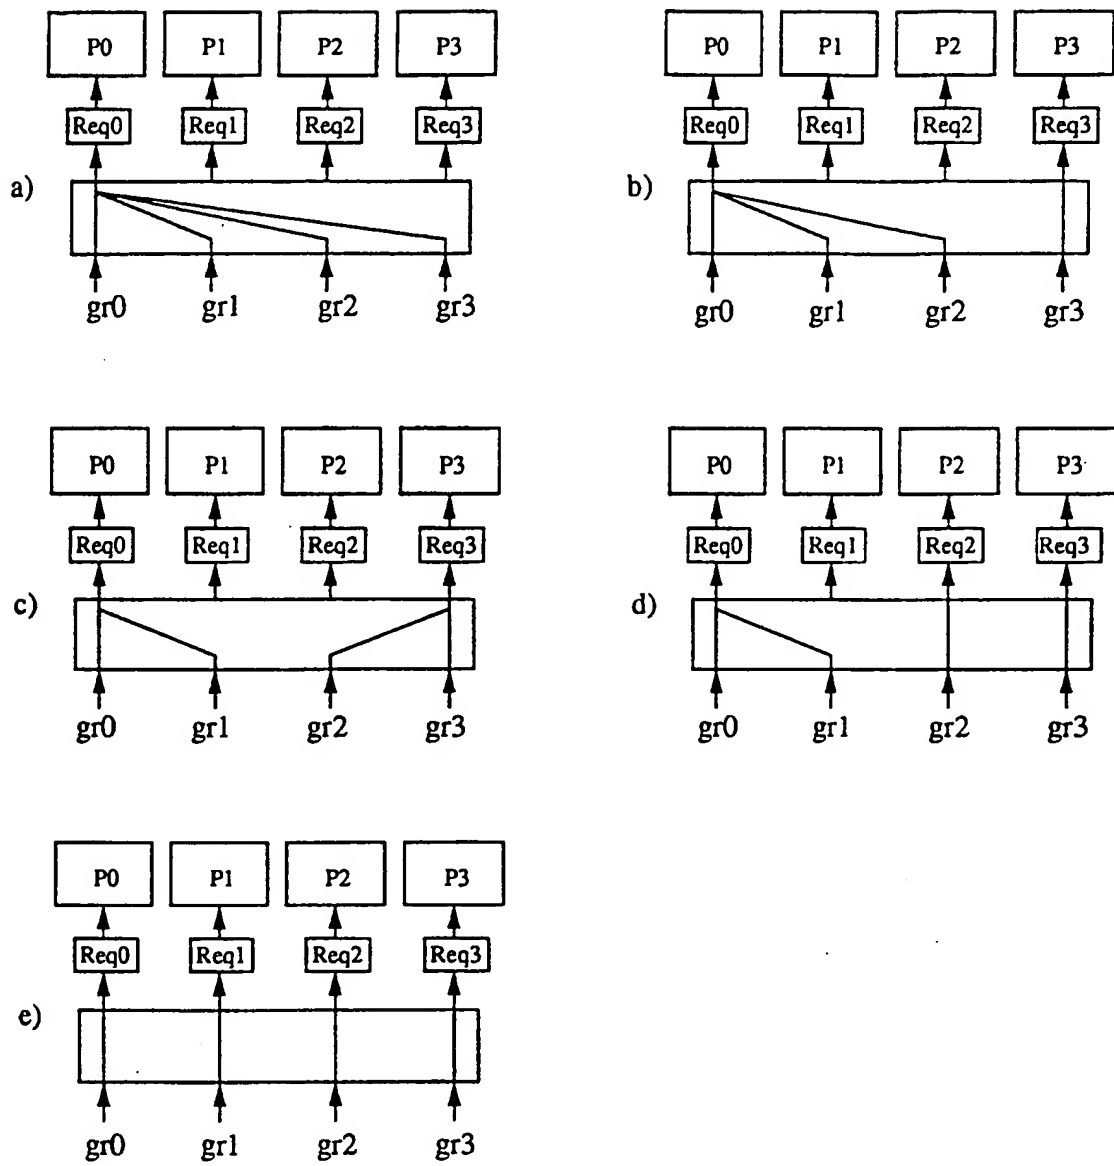 P0 P1 P2 P3
Req0 Req1 Req2 Req3
a)
gr0 gr1 gr2 gr3
P0 P1 P2 P3
Req0 Req1 Req2 Req3
b)
gr0 gr1 gr2 gr3
P0 P1 P2 P3
Req0 Req1 Req2 Req3
c)
gr0 gr1 gr2 gr3
P0 P1 P2 P3
Req0 Req1 Req2 Req3
d)
gr0 gr1 gr2 gr3
P0 P1 P2 P3
Req0 Req1 Req2 Req3
e)
gr0 gr1 gr2 gr3